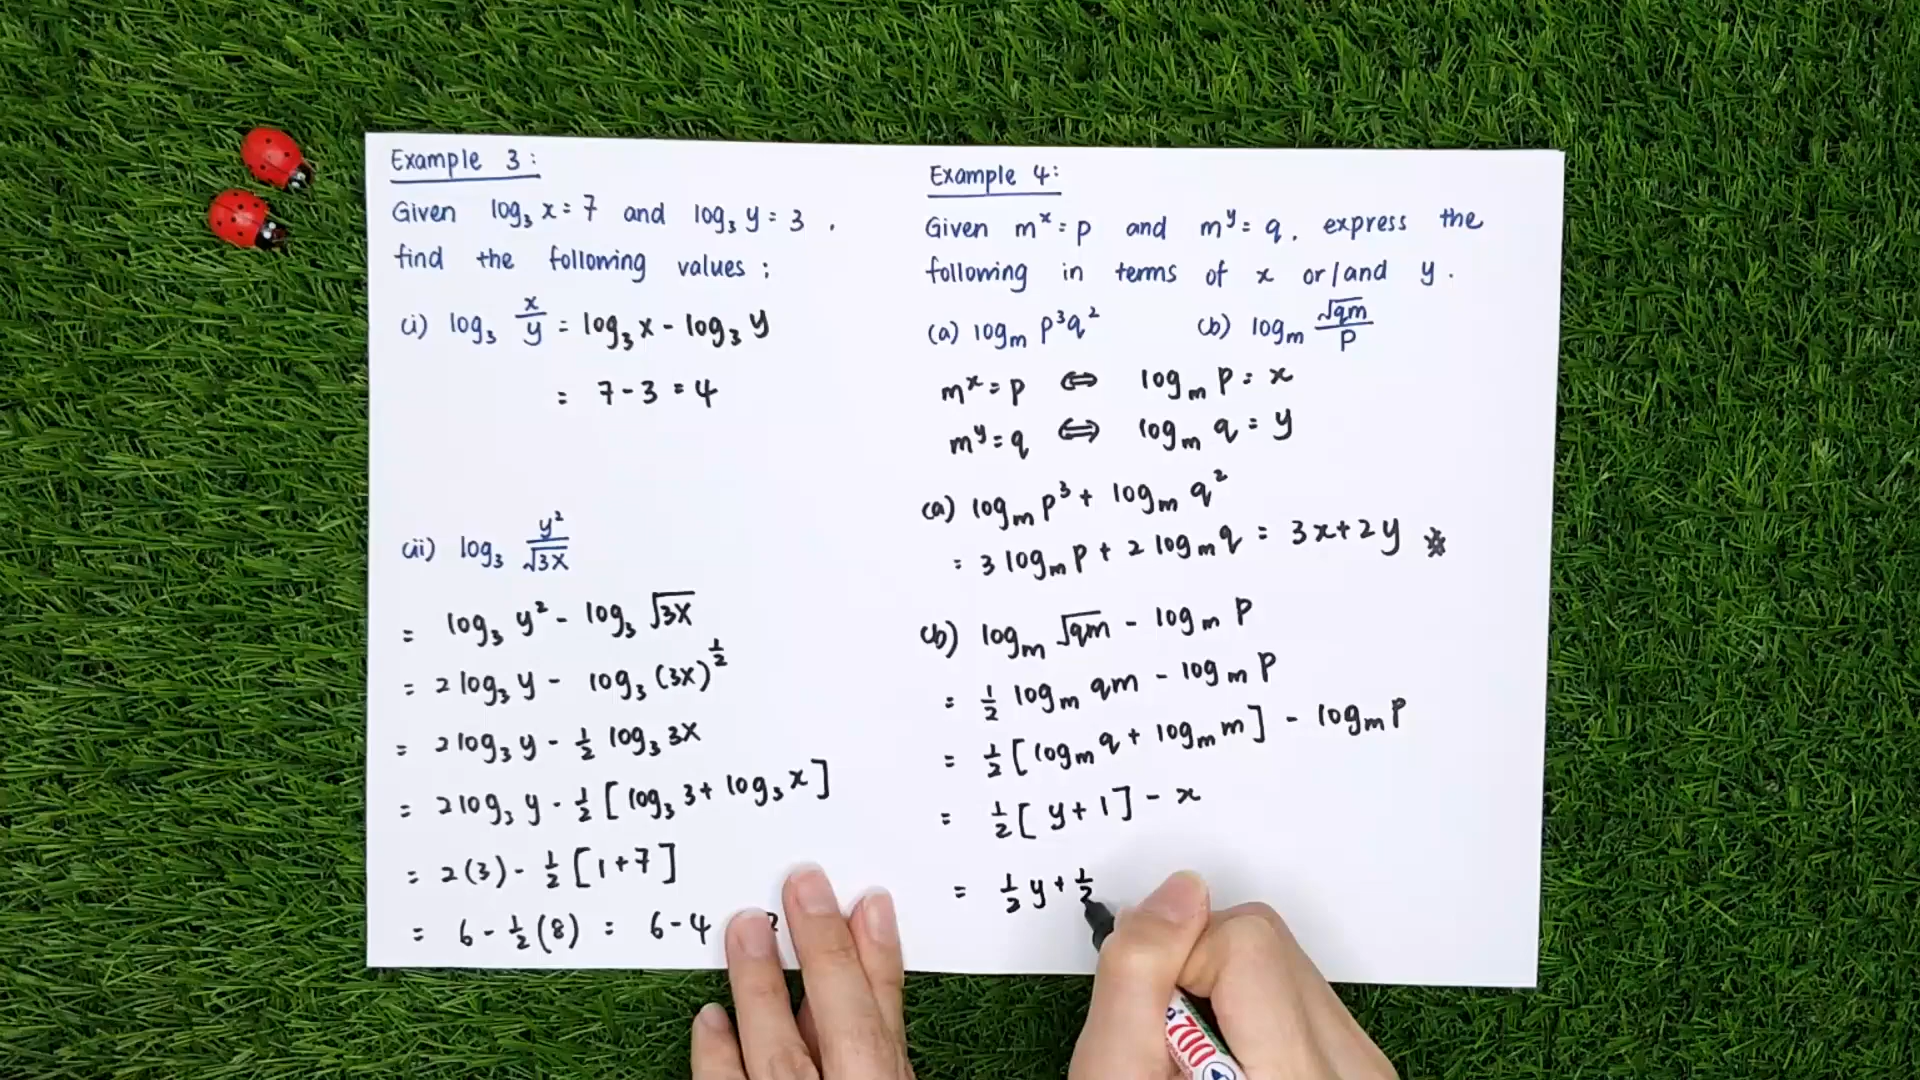 Example 3:
Given log₃ x = 7 and log₃ y = 3 ,
find the following values ;
(i) log₃ x/y = log₃ x - log₃ y
= 7 - 3 = 4
(ii) log₃ y²/√3x
= log₃ y² - log₃ √3x
= 2 log₃ y - log₃ (3x)^½
= 2 log₃ y - ½ log₃ 3x
= 2 log₃ y - ½ [ log₃ 3 + log₃ x ]
= 2(3) - ½ [ 1 + 7 ]
= 6 - ½ (8) = 6 - 4
Example 4:
Given mˣ = p and mʸ = q , express the
following in terms of x or/and y .
(a) logₘ p³q² (b) logₘ √qm/p
mˣ = p ⇔ logₘ p = x
mʸ = q ⇔ logₘ q = y
(a) logₘ p³ + logₘ q²
= 3 logₘ p + 2 logₘ q = 3x + 2y ※
(b) logₘ √qm - logₘ p
= ½ logₘ qm - logₘ p
= ½ [ logₘ q + logₘ m ] - logₘ p
= ½ [ y + 1 ] - x
= ½ y + ½
700